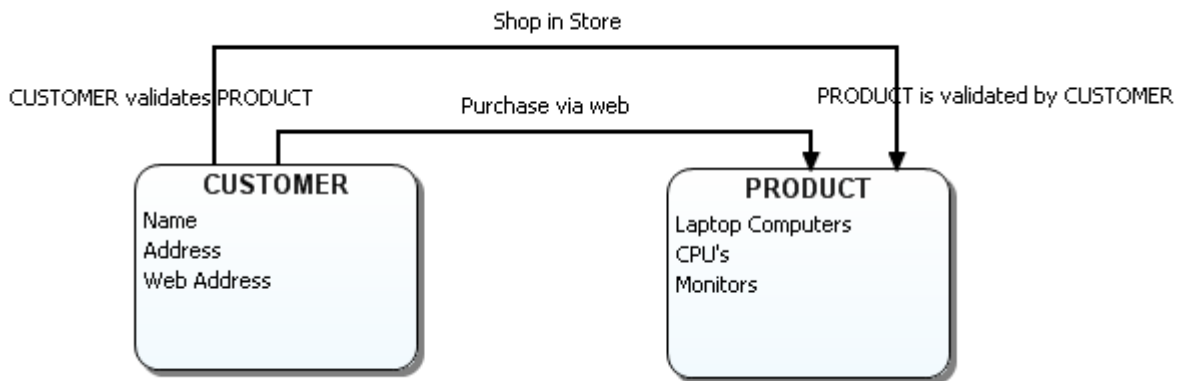 Shop in Store
CUSTOMER validates PRODUCT
PRODUCT is validated by CUSTOMER
Purchase via web
CUSTOMER
Name
Address
Web Address
PRODUCT
Laptop Computers
CPU's
Monitors